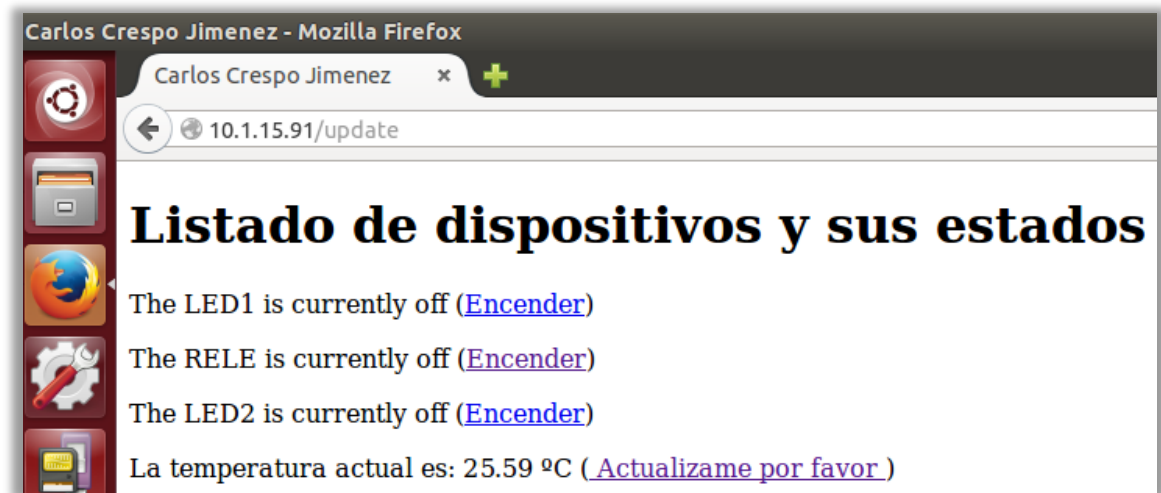 Carlos Crespo Jimenez - Mozilla Firefox
Carlos Crespo Jimenez
10.1.15.91/update
Listado de dispositivos y sus estados
The LED1 is currently off (Encender)
The RELE is currently off (Encender)
The LED2 is currently off (Encender)
La temperatura actual es: 25.59 ºC ( Actualizame por favor )